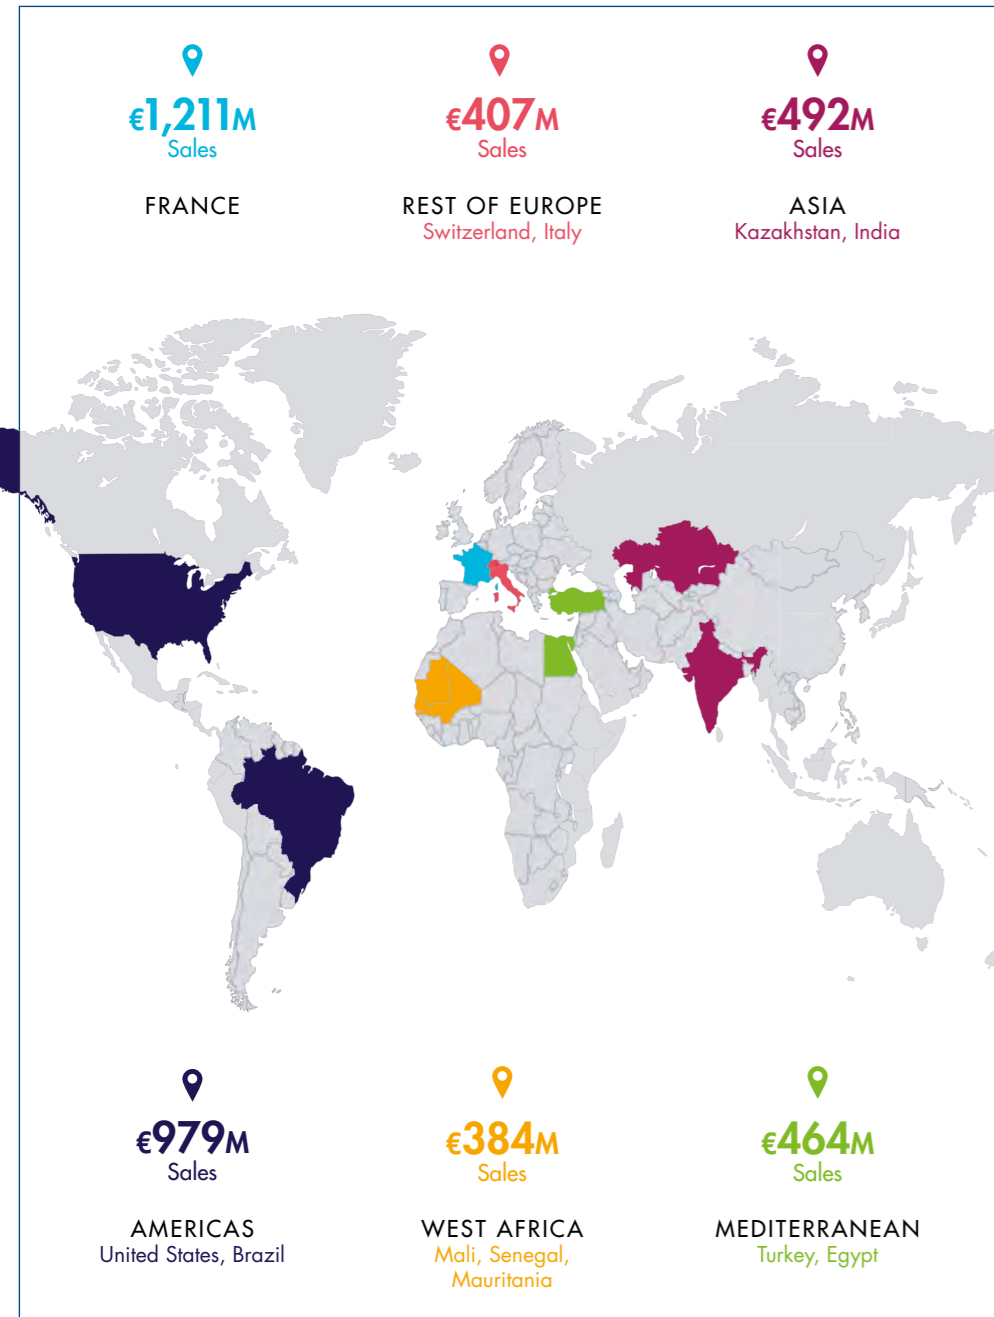 €1,211M
Sales
FRANCE
€407M
Sales
REST OF EUROPE
Switzerland, Italy
€492M
Sales
ASIA
Kazakhstan, India
€979M
Sales
AMERICAS
United States, Brazil
€384M
Sales
WEST AFRICA
Mali, Senegal,
Mauritania
€464M
Sales
MEDITERRANEAN
Turkey, Egypt